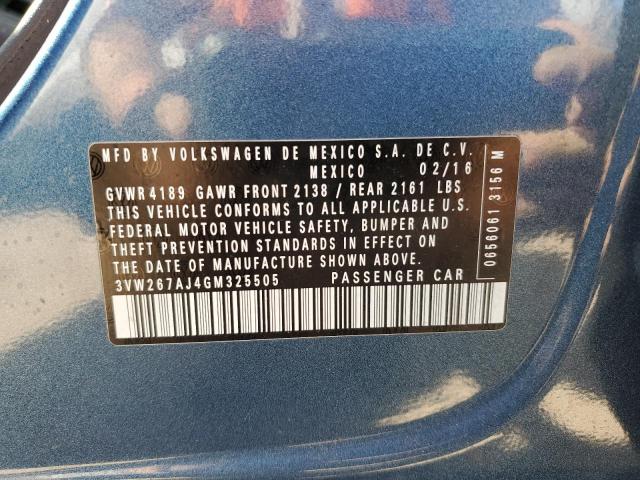 MFD BY VOLKSWAGEN DE MEXICO S.A. DE C.V.
MEXICO 02/16
GVWR 4189 GAWR FRONT 2138 / REAR 2161 LBS
THIS VEHICLE CONFORMS TO ALL APPLICABLE U.S.
FEDERAL MOTOR VEHICLE SAFETY, BUMPER AND
THEFT PREVENTION STANDARDS IN EFFECT ON
THE DATE OF MANUFACTURE SHOWN ABOVE.
3VW267AJ4GM325505 PASSENGER CAR
0656061 3156 M